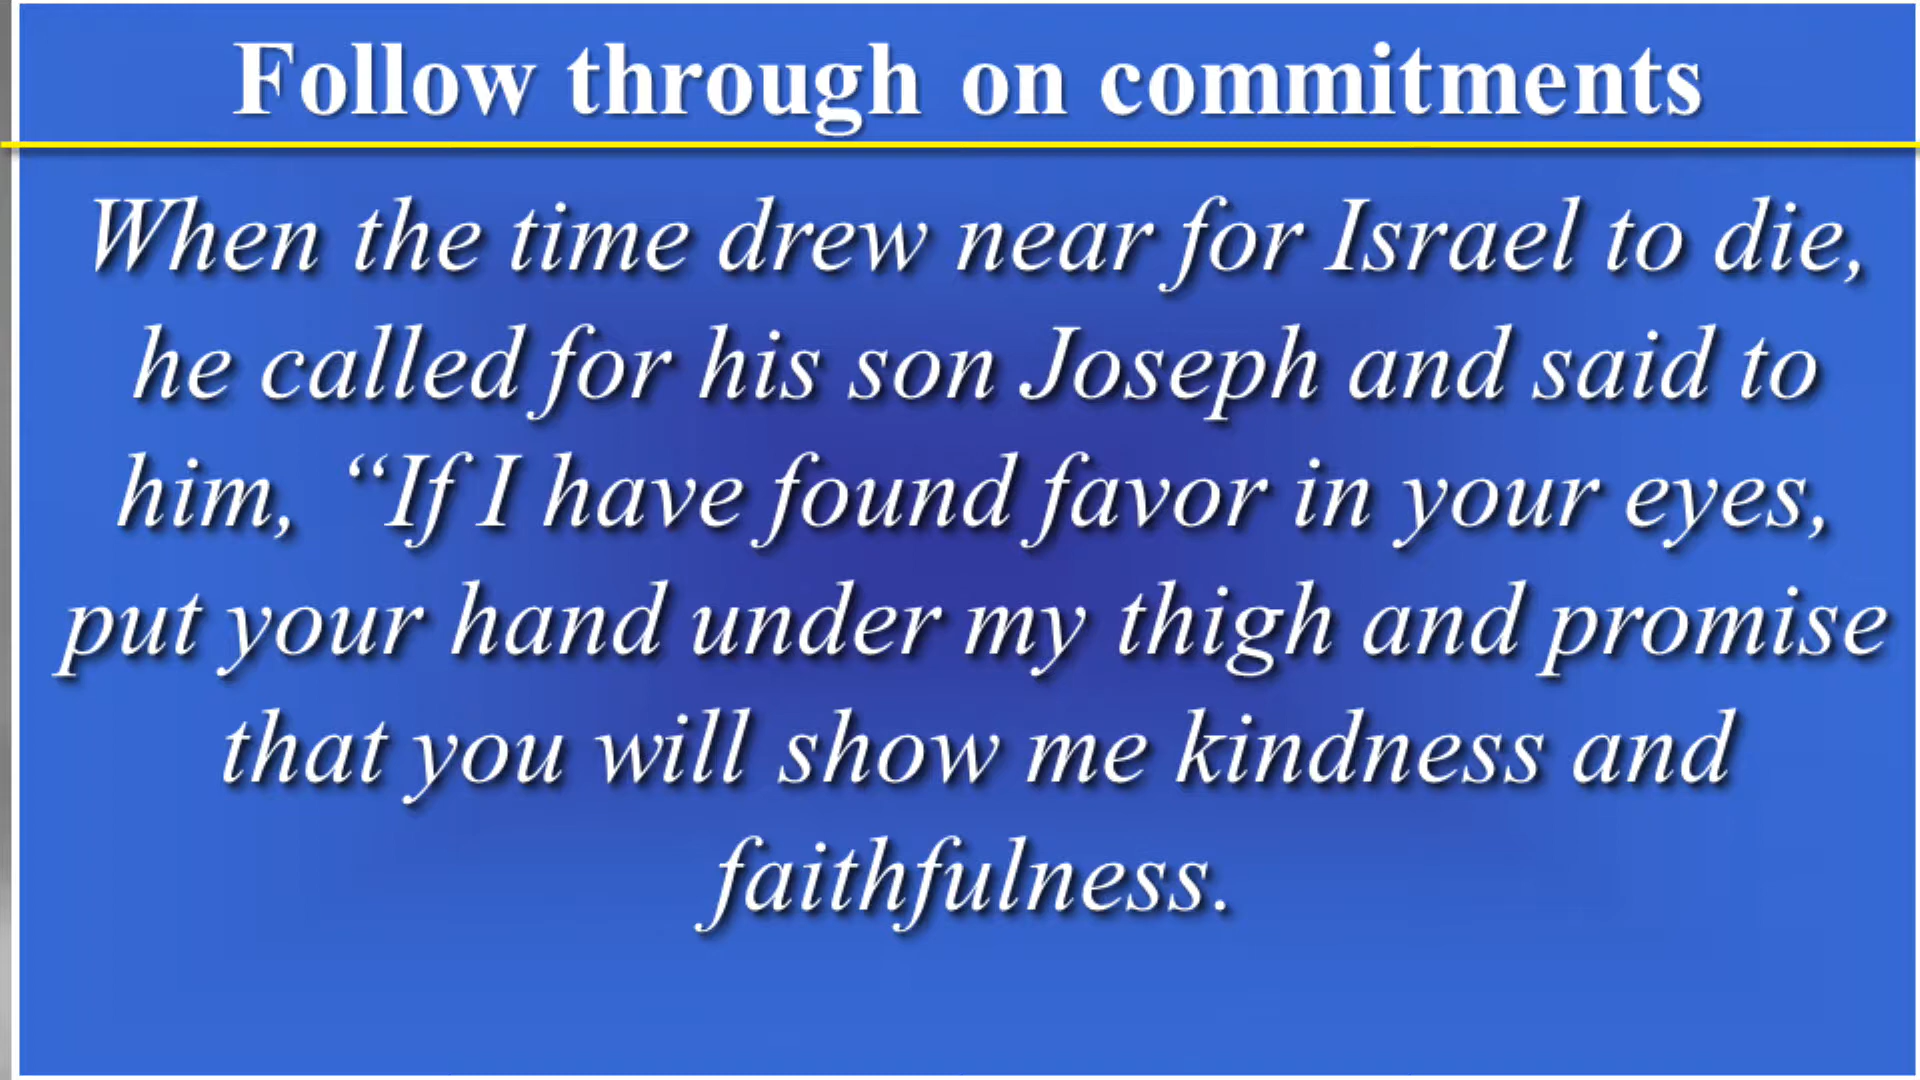 Follow through on commitments
When the time drew near for Israel to die,
he called for his son Joseph and said to
him, “If I have found favor in your eyes,
put your hand under my thigh and promise
that you will show me kindness and
faithfulness.